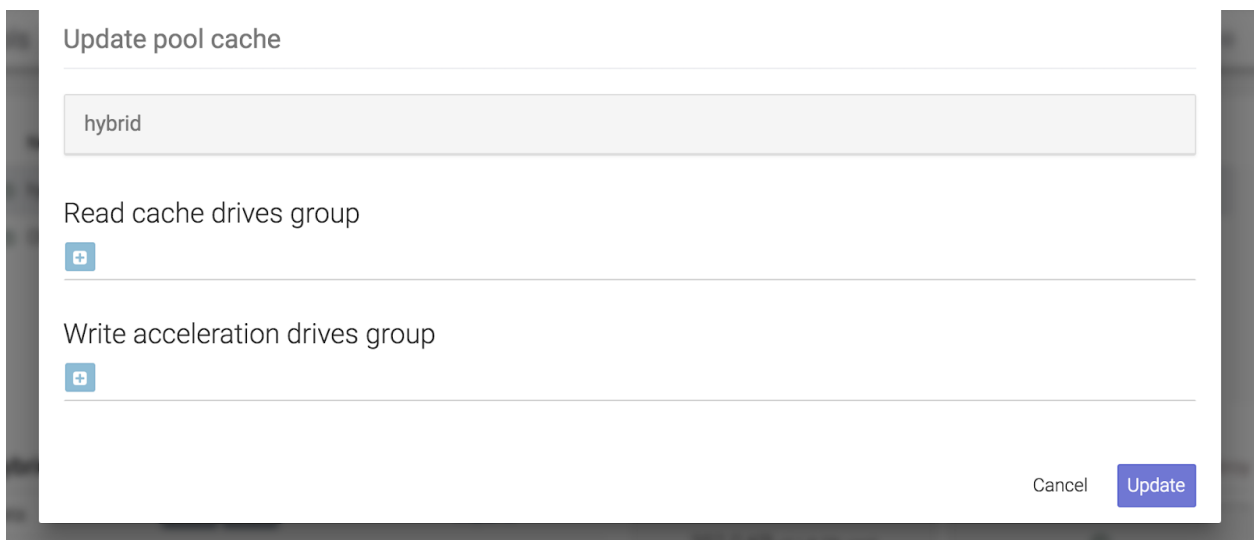 Update pool cache
hybrid
Read cache drives group
Write acceleration drives group
Cancel
Update